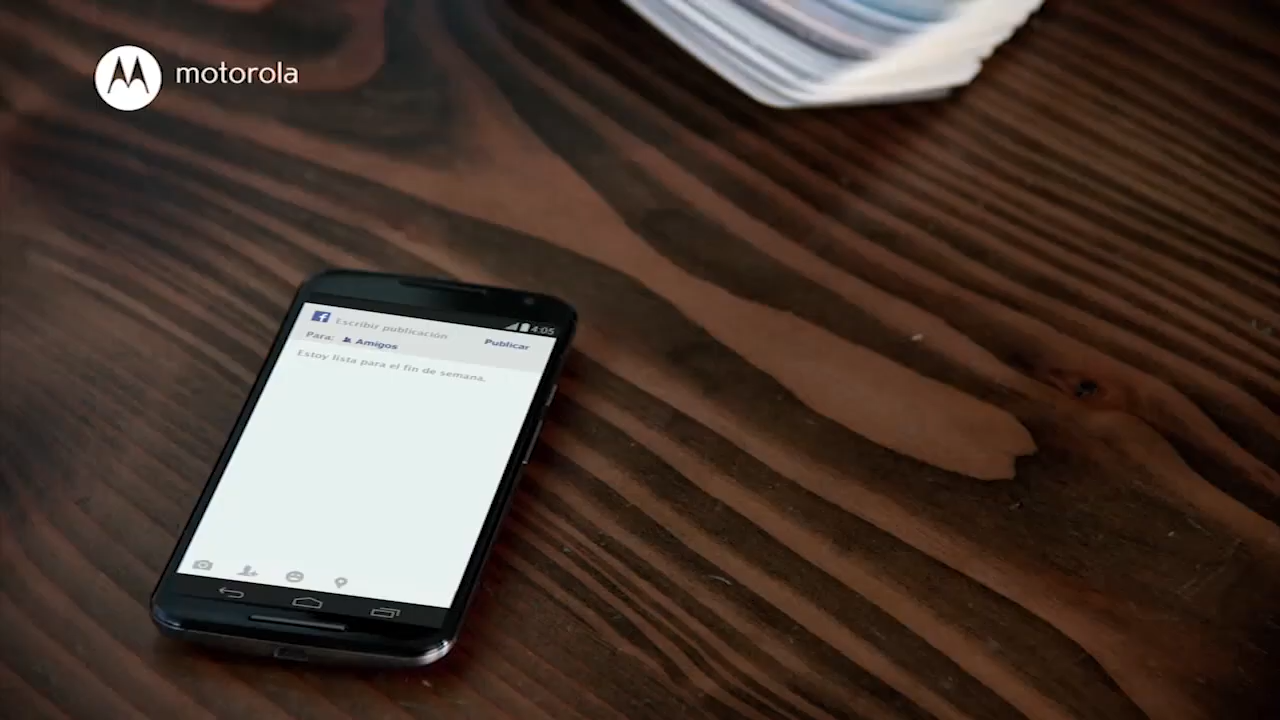 motorola
4:05
Escribir publicación
Para: Amigos
Publicar
Estoy lista para el fin de semana.